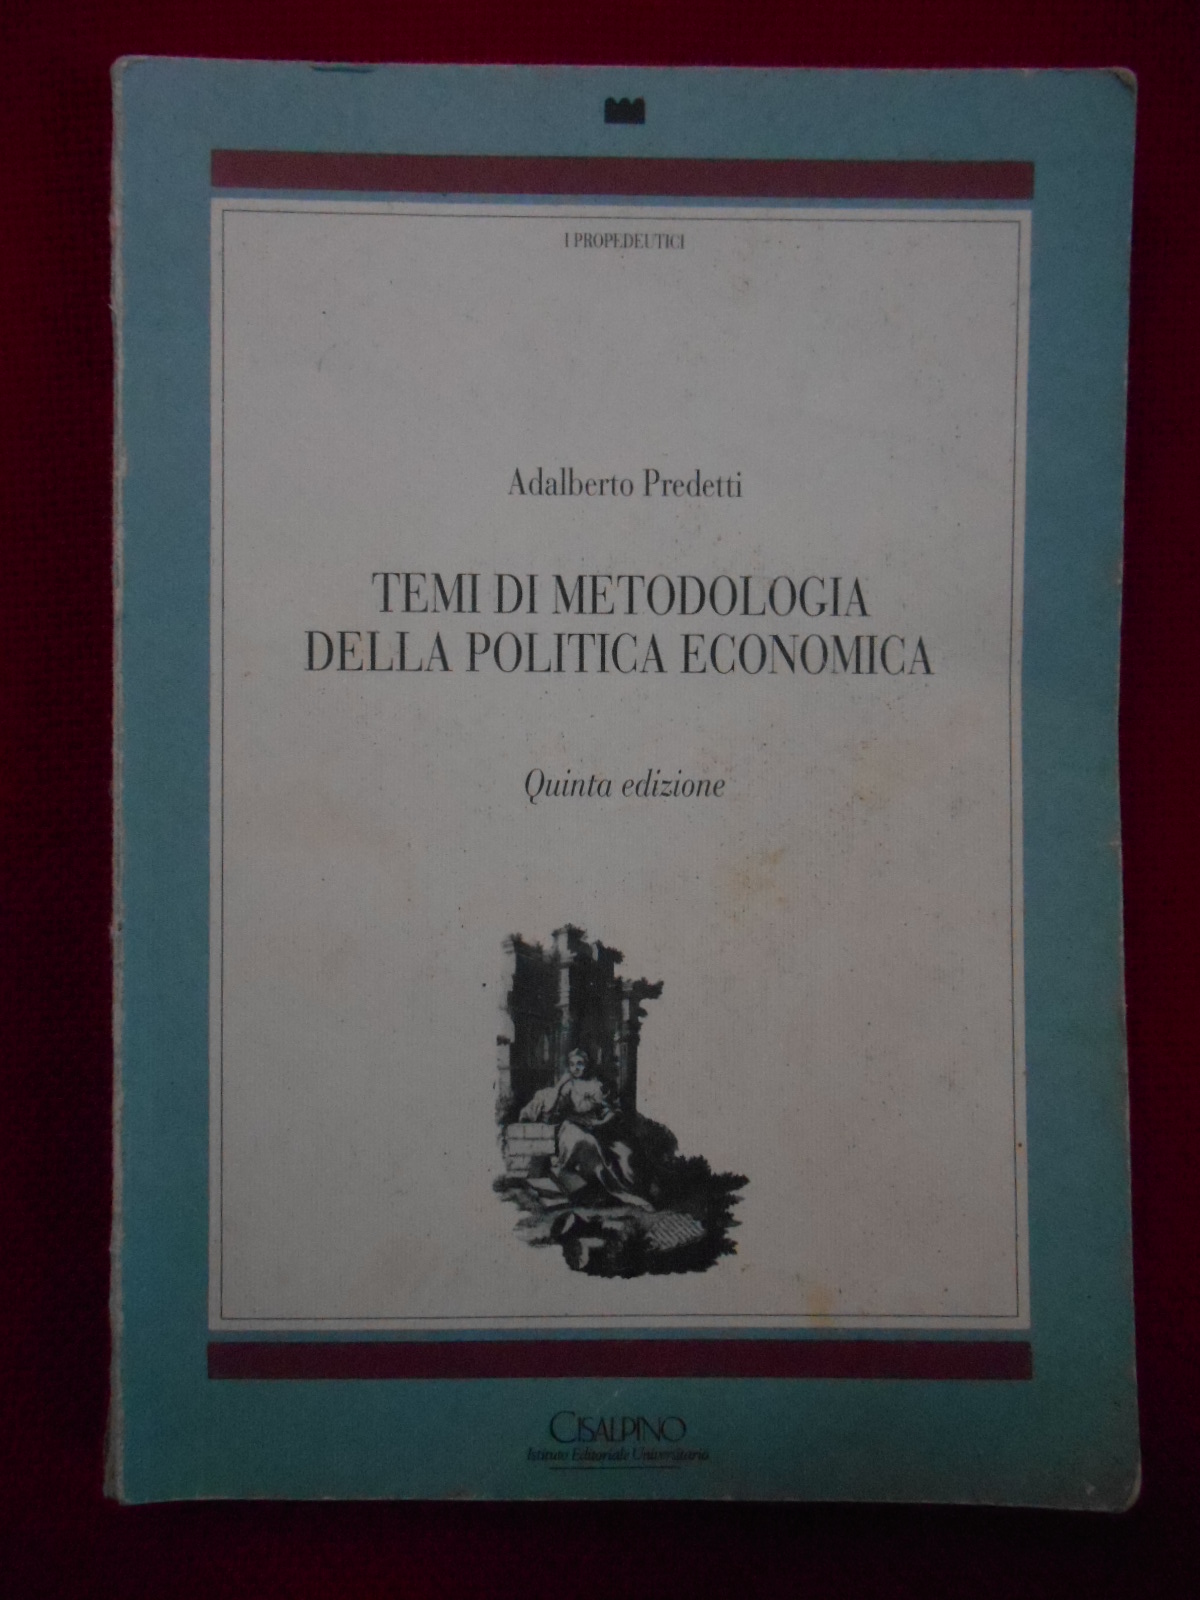 I PROPEDEUTICI
Adalberto Predetti
TEMI DI METODOLOGIA
DELLA POLITICA ECONOMICA
Quinta edizione
CISALPINO
Istituto Editoriale Universitario